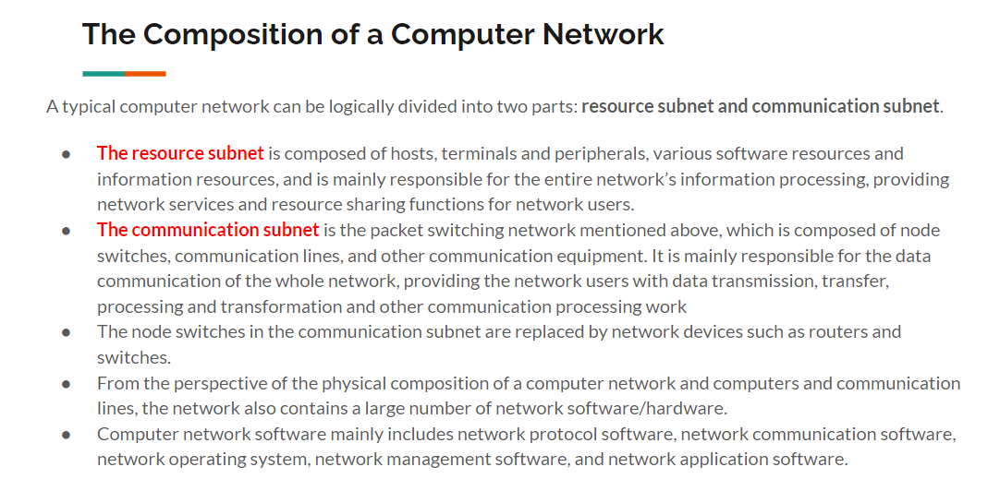 The Composition of a Computer Network
A typical computer network can be logically divided into two parts: resource subnet and communication subnet.
● The resource subnet is composed of hosts, terminals and peripherals, various software resources and
information resources, and is mainly responsible for the entire network’s information processing, providing
network services and resource sharing functions for network users.
● The communication subnet is the packet switching network mentioned above, which is composed of node
switches, communication lines, and other communication equipment. It is mainly responsible for the data
communication of the whole network, providing the network users with data transmission, transfer,
processing and transformation and other communication processing work
● The node switches in the communication subnet are replaced by network devices such as routers and
switches.
● From the perspective of the physical composition of a computer network and computers and communication
lines, the network also contains a large number of network software/hardware.
● Computer network software mainly includes network protocol software, network communication software,
network operating system, network management software, and network application software.